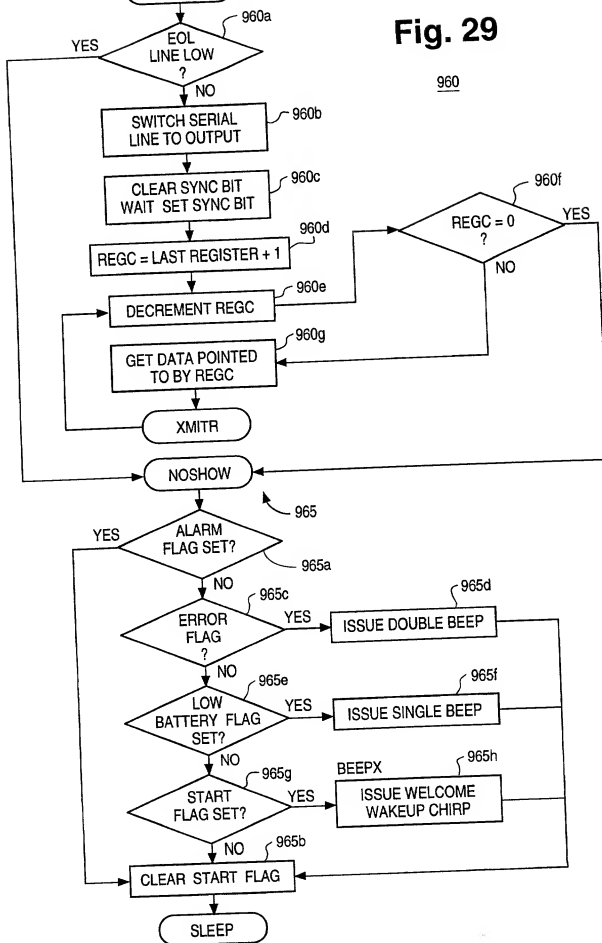 Fig. 29
960
960a
YES
EOL
LINE LOW
?
NO
960b
SWITCH SERIAL
LINE TO OUTPUT
960c
CLEAR SYNC BIT
WAIT SET SYNC BIT
960d
REGC = LAST REGISTER + 1
960e
DECREMENT REGC
960f
REGC = 0
?
YES
NO
960g
GET DATA POINTED
TO BY REGC
XMITR
NOSHOW
965
YES
ALARM
FLAG SET?
965a
NO
965c
ERROR
FLAG
?
YES
965d
ISSUE DOUBLE BEEP
NO
965e
LOW
BATTERY FLAG
SET?
YES
965f
ISSUE SINGLE BEEP
NO
965g
START
FLAG SET?
YES
BEEPX
965h
ISSUE WELCOME
WAKEUP CHIRP
NO
965b
CLEAR START FLAG
SLEEP